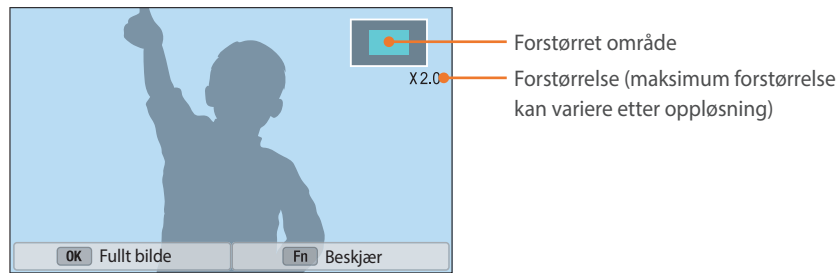 Forstørret område
X 2.0
Forstørrelse (maksimum forstørrelse
kan variere etter oppløsning)
OK Fullt bilde
Fn Beskjær